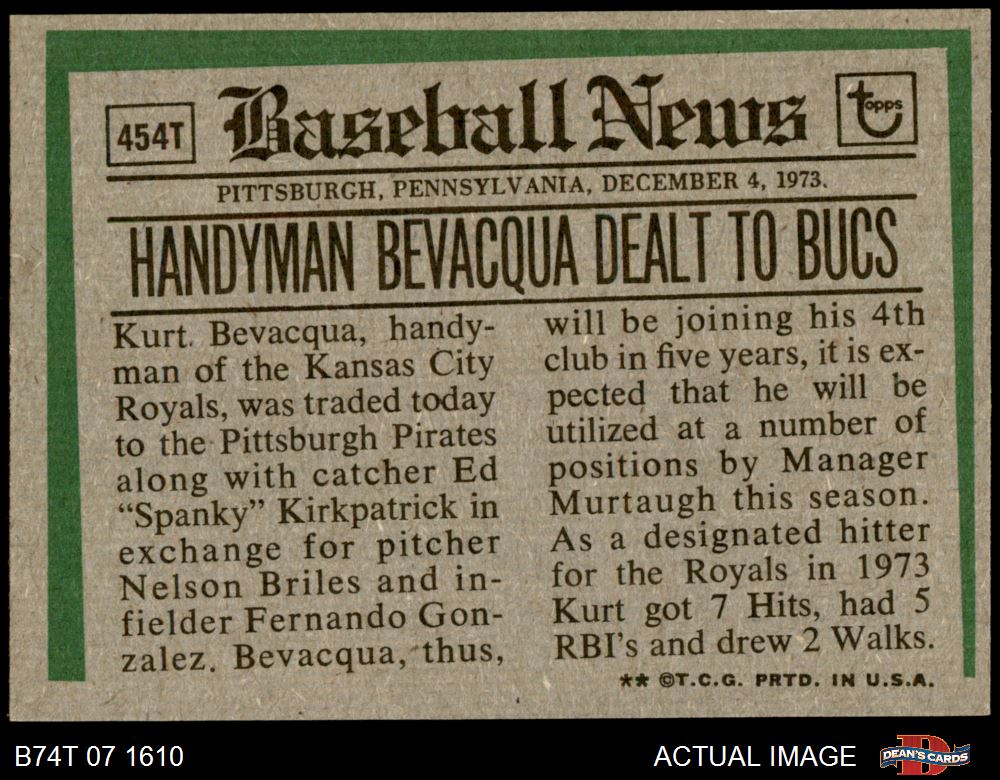 454T
Baseball News
topps
PITTSBURGH, PENNSYLVANIA, DECEMBER 4, 1973.
HANDYMAN BEVACQUA DEALT TO BUCS
Kurt. Bevacqua, handy-
man of the Kansas City
Royals, was traded today
to the Pittsburgh Pirates
along with catcher Ed
"Spanky" Kirkpatrick in
exchange for pitcher
Nelson Briles and in-
fielder Fernando Gon-
zalez. Bevacqua, thus,
will be joining his 4th
club in five years, it is ex-
pected that he will be
utilized at a number of
positions by Manager
Murtaugh this season.
As a designated hitter
for the Royals in 1973
Kurt got 7 Hits, had 5
RBI's and drew 2 Walks.
** ©T.C.G. PRTD. IN U.S.A.
B74T 07 1610
ACTUAL IMAGE
DEAN'S CARDS